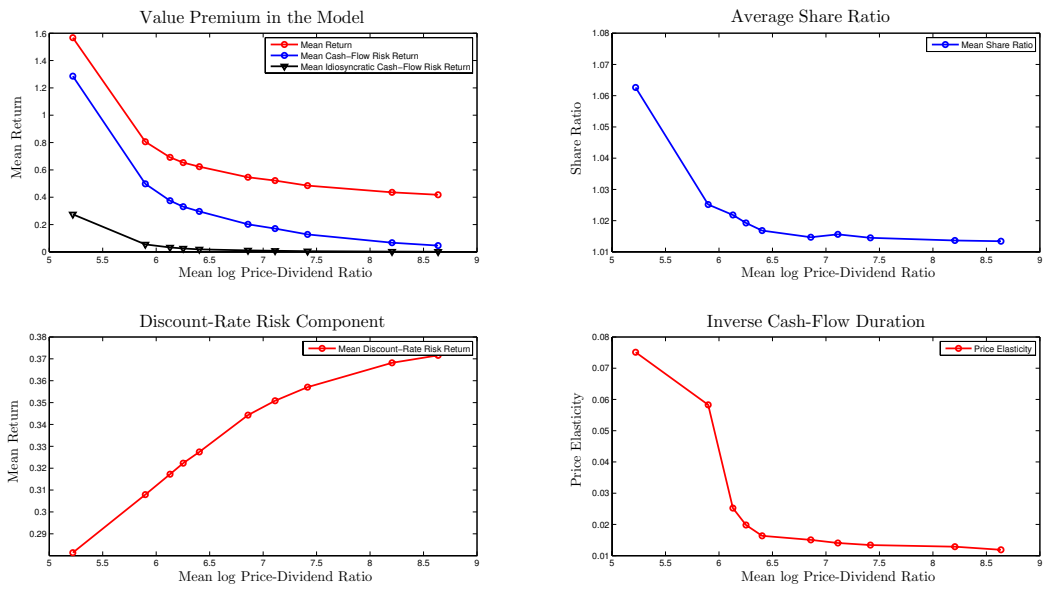 Value Premium in the Model
1.6
1.4
1.2
1
0.8
0.6
0.4
0.2
0
Mean Return
Mean Return
Mean Cash−Flow Risk Return
Mean Idiosyncratic Cash−Flow Risk Return
5 5.5 6 6.5 7 7.5 8 8.5 9
Mean log Price-Dividend Ratio
Average Share Ratio
1.08
1.07
1.06
1.05
1.04
1.03
1.02
1.01
Share Ratio
Mean Share Ratio
5 5.5 6 6.5 7 7.5 8 8.5 9
Mean log Price-Dividend Ratio
Discount-Rate Risk Component
0.38
0.37
0.36
0.35
0.34
0.33
0.32
0.31
0.3
0.29
Mean Return
Mean Discount−Rate Risk Return
5 5.5 6 6.5 7 7.5 8 8.5 9
Mean log Price-Dividend Ratio
Inverse Cash-Flow Duration
0.08
0.07
0.06
0.05
0.04
0.03
0.02
0.01
Price Elasticity
Price Elasticity
5 5.5 6 6.5 7 7.5 8 8.5 9
Mean log Price-Dividend Ratio